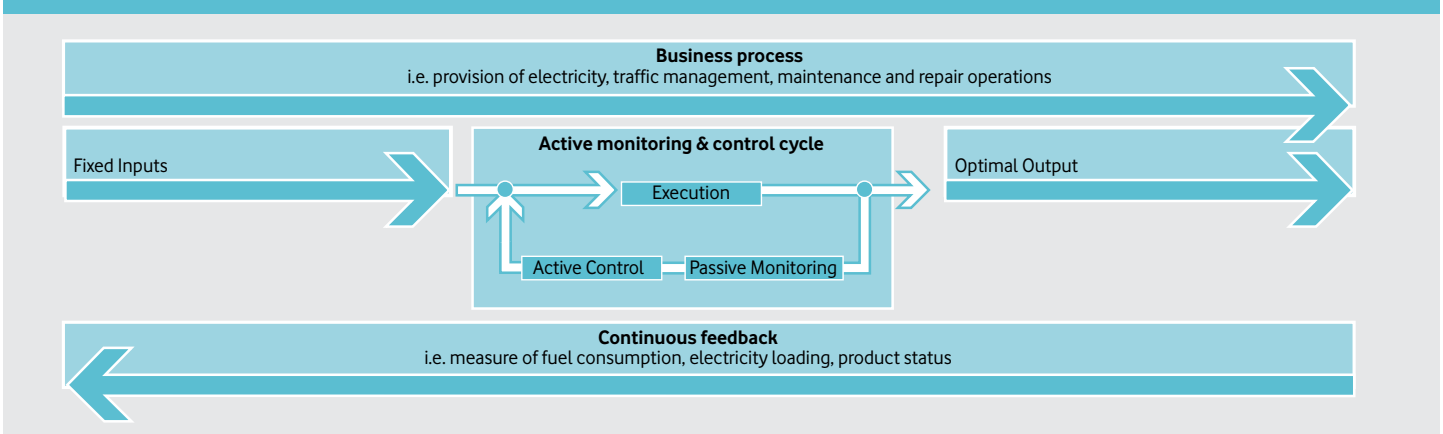 Business process
i.e. provision of electricity, traffic management, maintenance and repair operations
Fixed Inputs
Active monitoring & control cycle
Execution
Active Control
Passive Monitoring
Optimal Output
Continuous feedback
i.e. measure of fuel consumption, electricity loading, product status